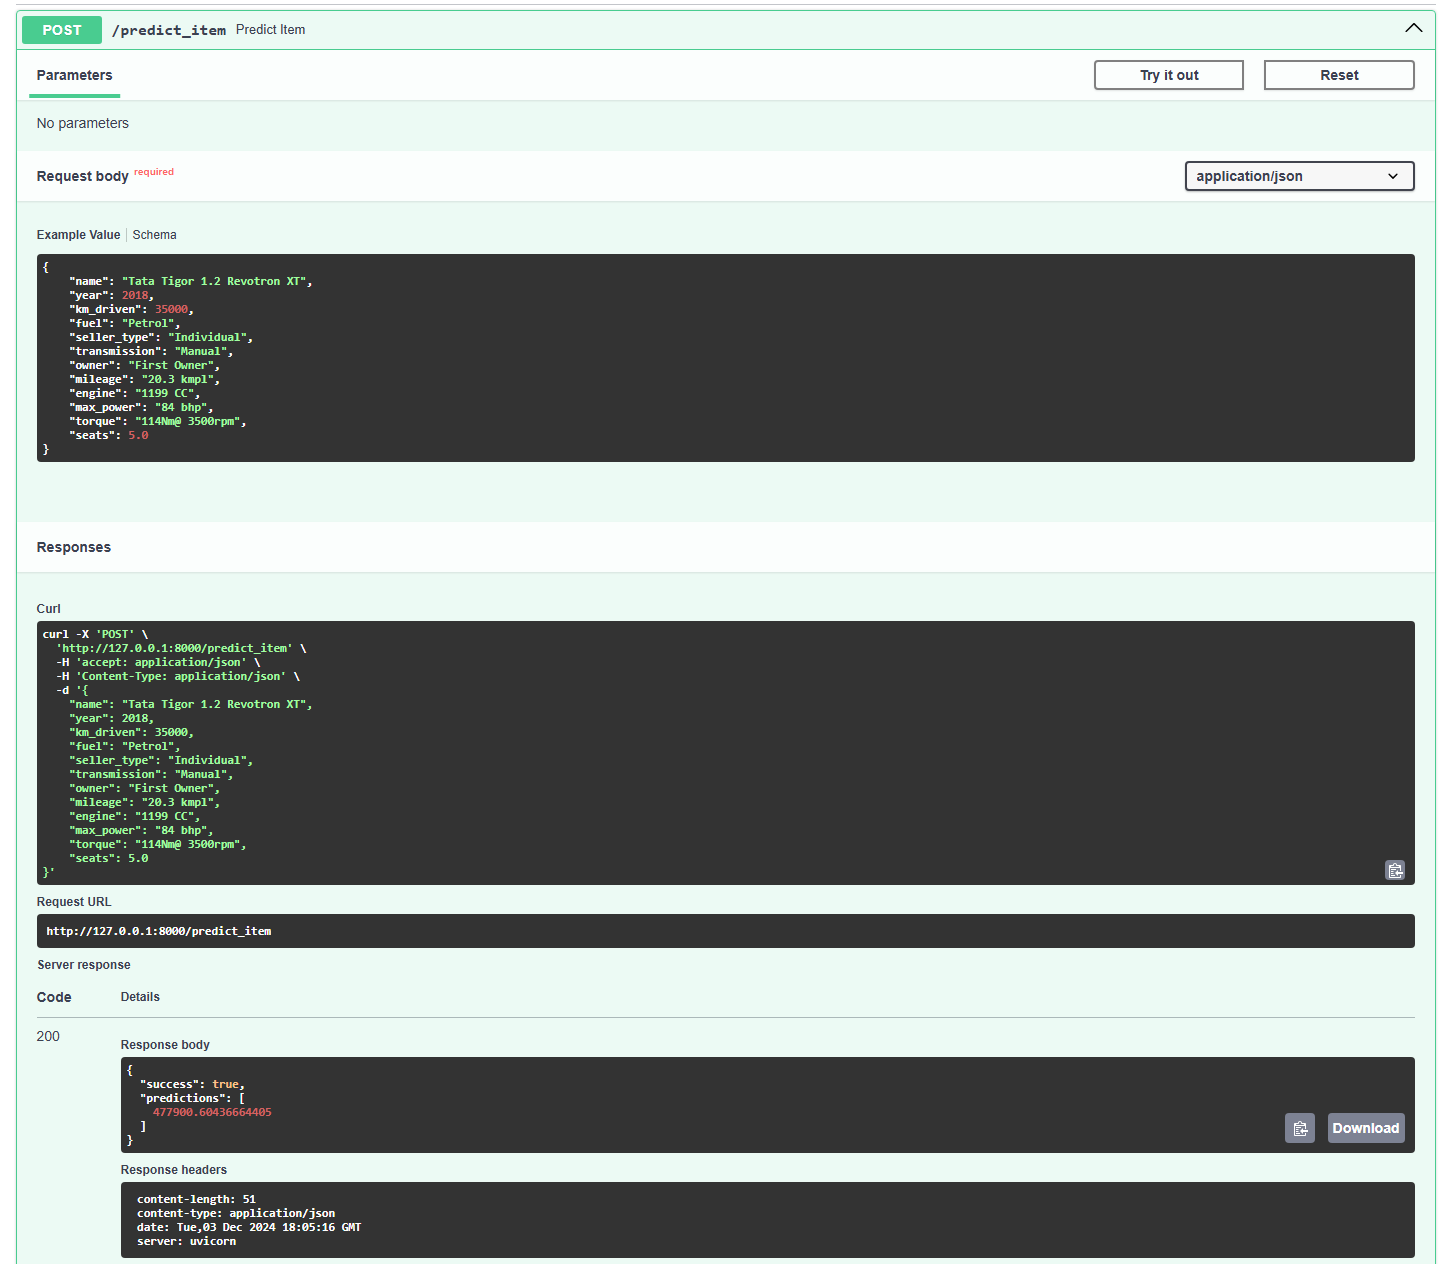 POST /predict_item Predict Item
Parameters
Try it out
Reset
No parameters
Request body required
application/json
Example Value Schema
{
    "name": "Tata Tigor 1.2 Revotron XT",
    "year": 2018,
    "km_driven": 35000,
    "fuel": "Petrol",
    "seller_type": "Individual",
    "transmission": "Manual",
    "owner": "First Owner",
    "mileage": "20.3 kmpl",
    "engine": "1199 CC",
    "max_power": "84 bhp",
    "torque": "114Nm@ 3500rpm",
    "seats": 5.0
}
Responses
Curl
curl -X 'POST' \
  'http://127.0.0.1:8000/predict_item' \
  -H 'accept: application/json' \
  -H 'Content-Type: application/json' \
  -d '{
    "name": "Tata Tigor 1.2 Revotron XT",
    "year": 2018,
    "km_driven": 35000,
    "fuel": "Petrol",
    "seller_type": "Individual",
    "transmission": "Manual",
    "owner": "First Owner",
    "mileage": "20.3 kmpl",
    "engine": "1199 CC",
    "max_power": "84 bhp",
    "torque": "114Nm@ 3500rpm",
    "seats": 5.0
}'
Request URL
http://127.0.0.1:8000/predict_item
Server response
Code Details
200
Response body
{
  "success": true,
  "predictions": [
    477900.60436664405
  ]
}
Download
Response headers
content-length: 51
content-type: application/json
date: Tue,03 Dec 2024 18:05:16 GMT
server: uvicorn